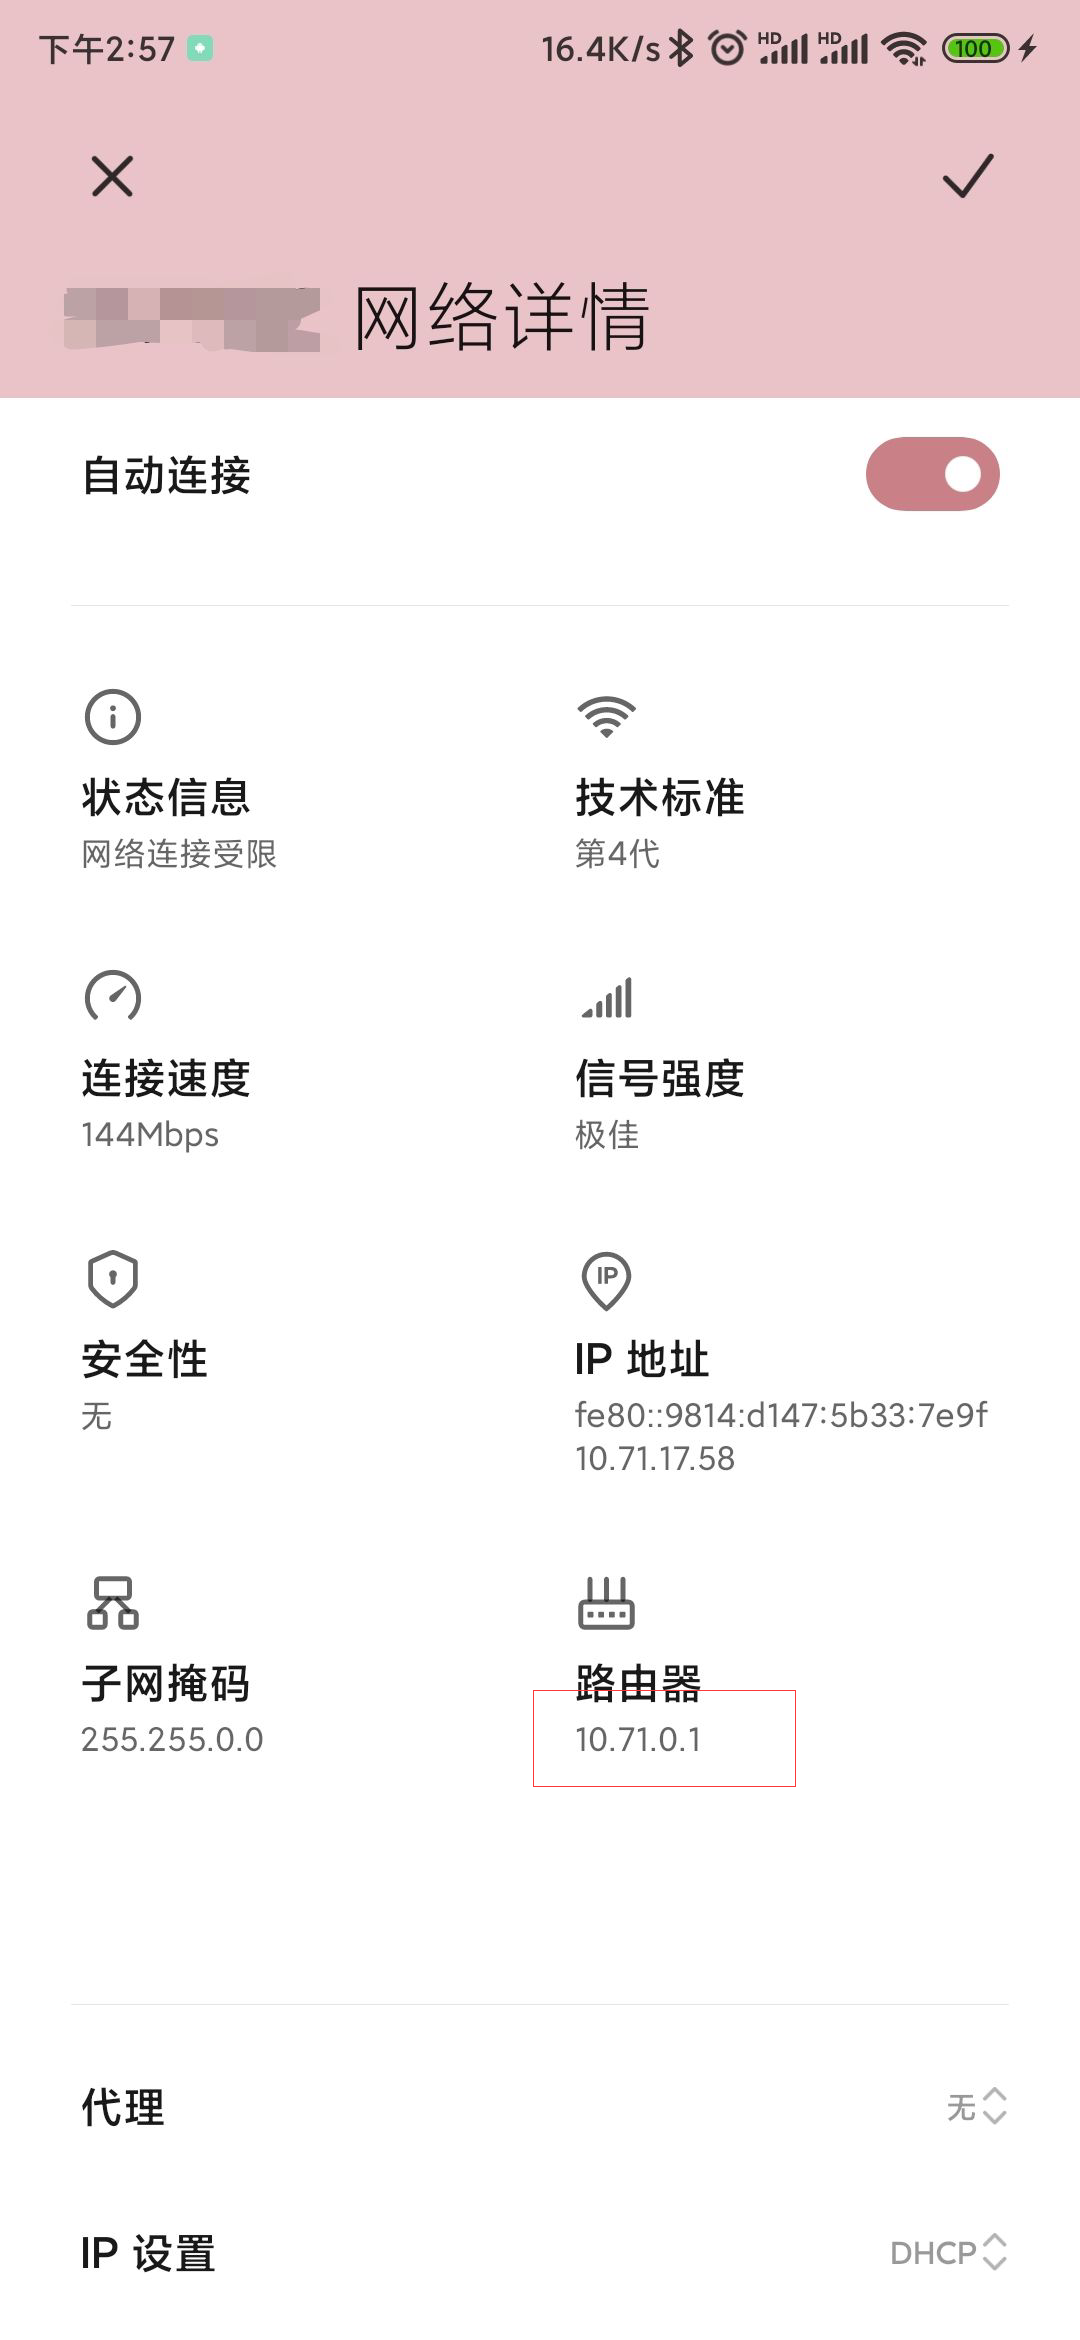 下午2:57 16.4K/s HD HD 100
网络详情
自动连接
状态信息 技术标准
网络连接受限 第4代
连接速度 信号强度
144Mbps 极佳
IP
安全性 IP 地址
无 fe80::9814:d147:5b33:7e9f
10.71.17.58
子网掩码 路由器
255.255.0.0 10.71.0.1
代理 无
IP 设置 DHCP